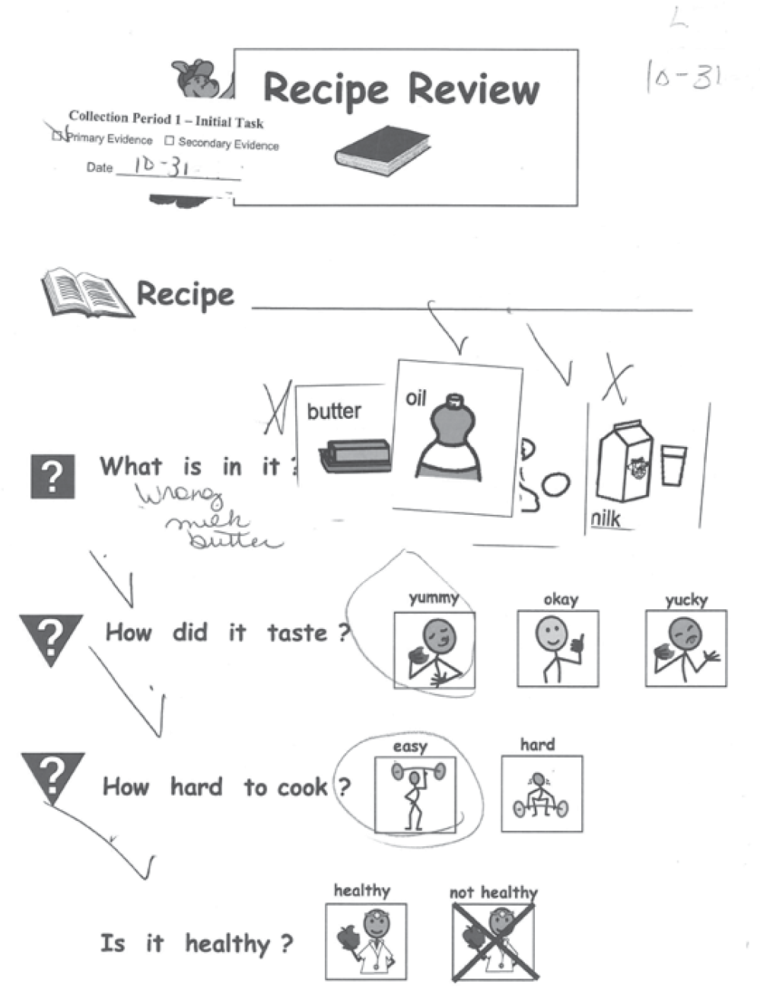 L
10-31
Recipe Review
Collection Period 1 – Initial Task
Primary Evidence Secondary Evidence
Date 10-31
Recipe
butter
oil
What is in it ?
nilk
Wrong
milk
butter
yummy okay yucky
How did it taste ?
easy hard
How hard to cook ?
healthy not healthy
Is it healthy ?